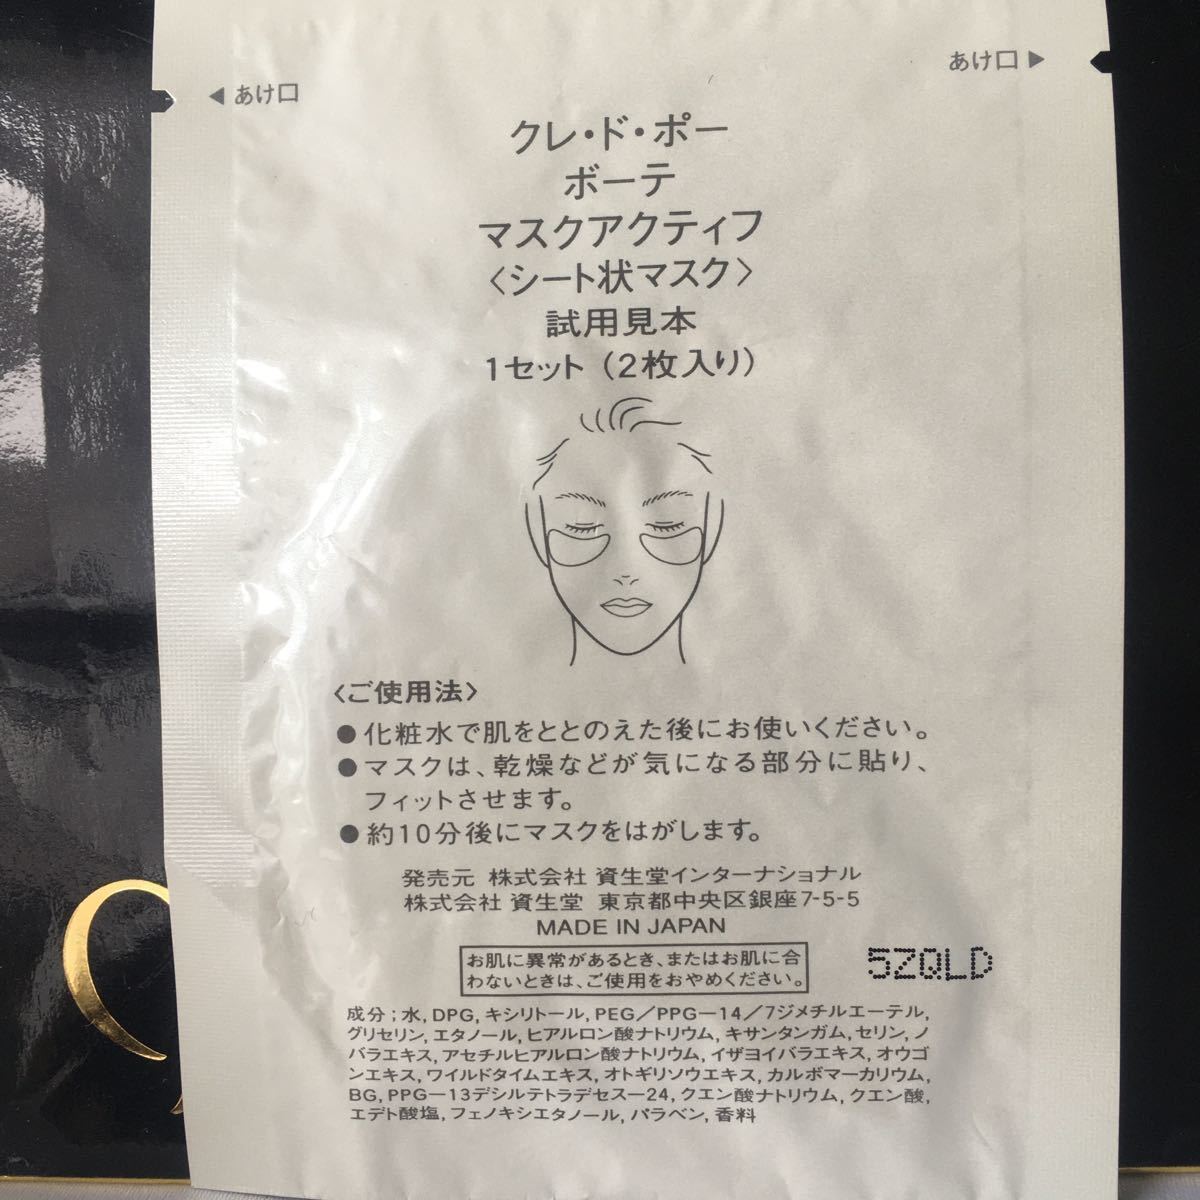 ◀ あけ口
あけ口 ▶
クレ・ド・ポー
ボーテ
マスクアクティフ
〈シート状マスク〉
試用見本
1セット（2枚入り）
〈ご使用法〉
●化粧水で肌をととのえた後にお使いください。
●マスクは、乾燥などが気になる部分に貼り、
フィットさせます。
●約10分後にマスクをはがします。
発売元 株式会社 資生堂インターナショナル
株式会社 資生堂 東京都中央区銀座7-5-5
MADE IN JAPAN
お肌に異常があるとき、またはお肌に合
わないときは、ご使用をおやめください。
5ZQLD
成分；水, DPG, キシリトール, PEG／PPG－14／7ジメチルエーテル,
グリセリン, エタノール, ヒアルロン酸ナトリウム, キサンタンガム, セリン, ノ
バラエキス, アセチルヒアルロン酸ナトリウム, イザヨイバラエキス, オウゴ
ンエキス, ワイルドタイムエキス, オトギリソウエキス, カルボマーカリウム,
BG, PPG－13デシルテトラデセス－24, クエン酸ナトリウム, クエン酸,
エデト酸塩, フェノキシエタノール, パラベン, 香料